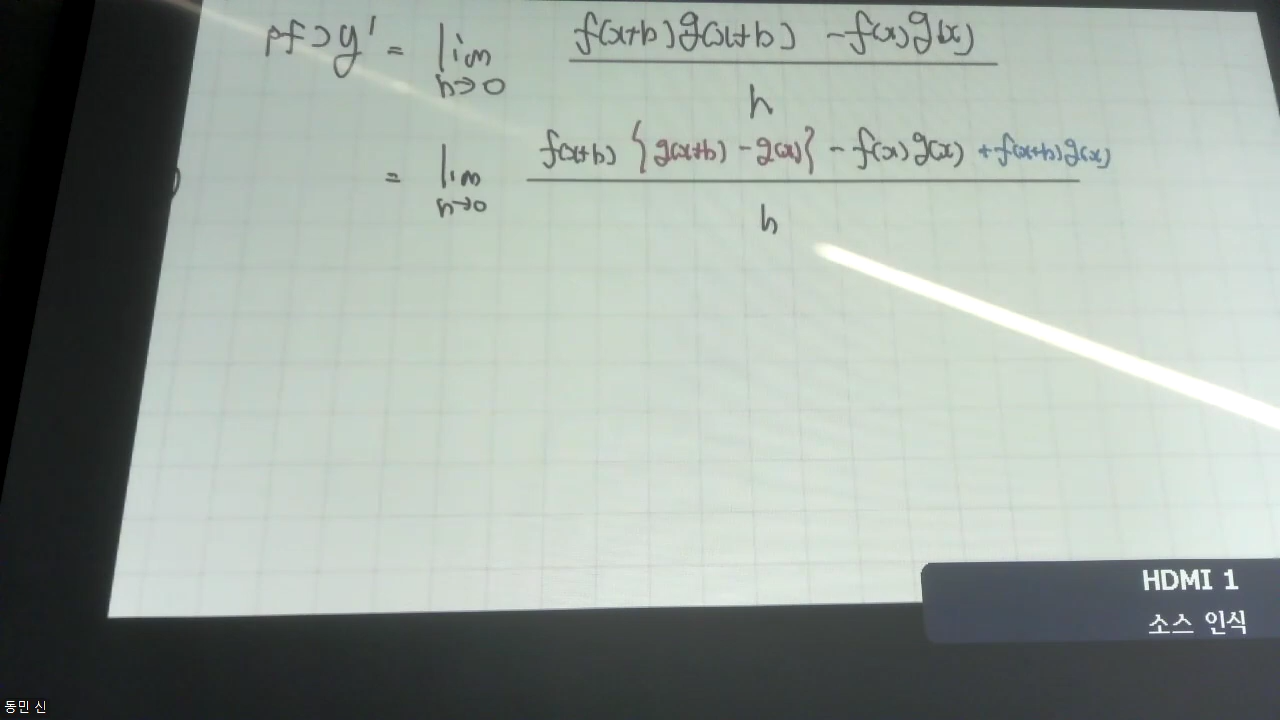 pf) y' = lim h→0 f(x+h)g(x+h) - f(x)g(x) / h
= lim h→0 f(x+h) {g(x+h) - g(x)} - f(x)g(x) + f(x+h)g(x) / h
HDMI 1
소스 인식
동민 신